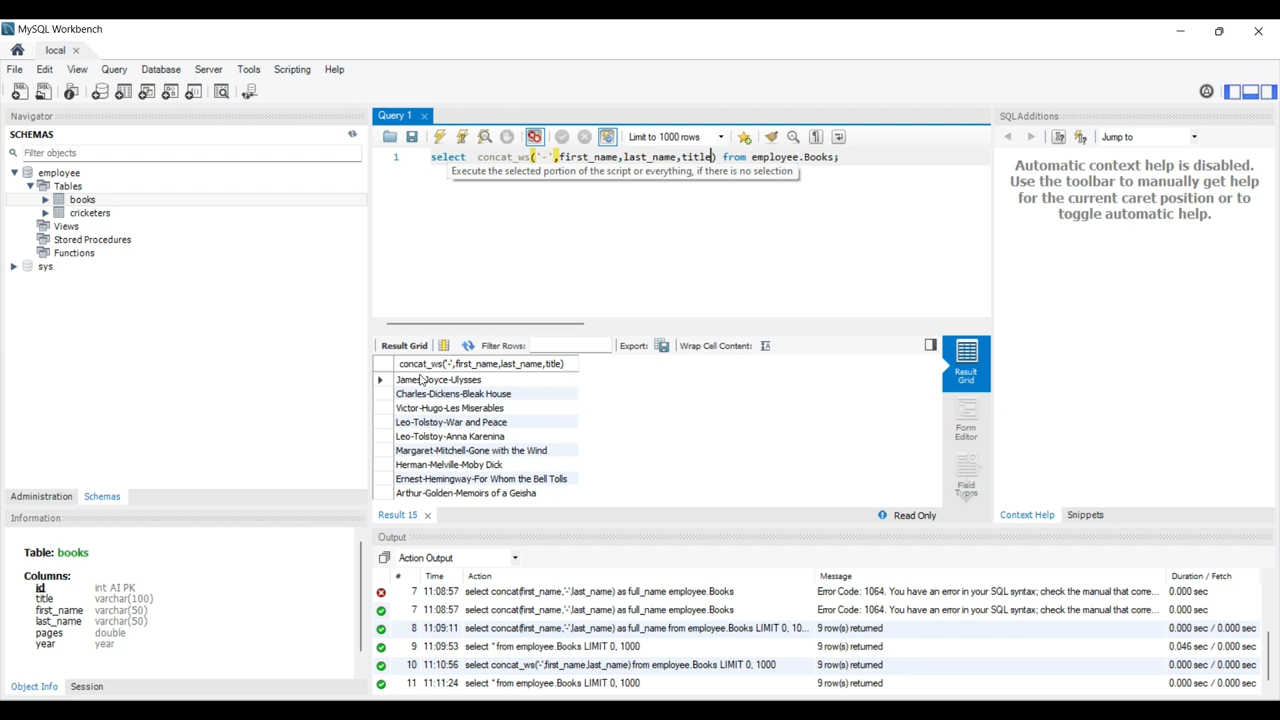 MySQL Workbench
local
File Edit View Query Database Server Tools Scripting Help
Navigator
SCHEMAS
Filter objects
employee
Tables
books
cricketers
Views
Stored Procedures
Functions
sys
Administration Schemas
Information
Table: books
Columns:
id int AI PK
title varchar(100)
first_name varchar(50)
last_name varchar(50)
pages double
year year
Object Info Session
Query 1
Limit to 1000 rows
1 select concat_ws('-',first_name,last_name,title) from employee.Books;
Execute the selected portion of the script or everything, if there is no selection
Result Grid Filter Rows: Export: Wrap Cell Content:
concat_ws('-',first_name,last_name,title)
James-Joyce-Ulysses
Charles-Dickens-Bleak House
Victor-Hugo-Les Miserables
Leo-Tolstoy-War and Peace
Leo-Tolstoy-Anna Karenina
Margaret-Mitchell-Gone with the Wind
Herman-Melville-Moby Dick
Ernest-Hemingway-For Whom the Bell Tolls
Arthur-Golden-Memoirs of a Geisha
Result Grid
Form Editor
Field Types
Result 15 Read Only
SQLAdditions
Jump to
Automatic context help is disabled.
Use the toolbar to manually get help
for the current caret position or to
toggle automatic help.
Context Help Snippets
Output
Action Output
# Time Action Message Duration / Fetch
7 11:08:57 select concat(first_name,'-',last_name) as full_name employee.Books Error Code: 1064. You have an error in your SQL syntax; check the manual that corre... 0.000 sec
7 11:08:57 select concat(first_name,'-',last_name) as full_name employee.Books Error Code: 1064. You have an error in your SQL syntax; check the manual that corre... 0.000 sec
8 11:09:11 select concat(first_name,'-',last_name) as full_name from employee.Books LIMIT 0, 10... 9 row(s) returned 0.000 sec / 0.000 sec
9 11:09:53 select * from employee.Books LIMIT 0, 1000 9 row(s) returned 0.046 sec / 0.000 sec
10 11:10:56 select concat_ws('-',first_name,last_name) from employee.Books LIMIT 0, 1000 9 row(s) returned 0.000 sec / 0.000 sec
11 11:11:24 select * from employee.Books LIMIT 0, 1000 9 row(s) returned 0.000 sec / 0.000 sec